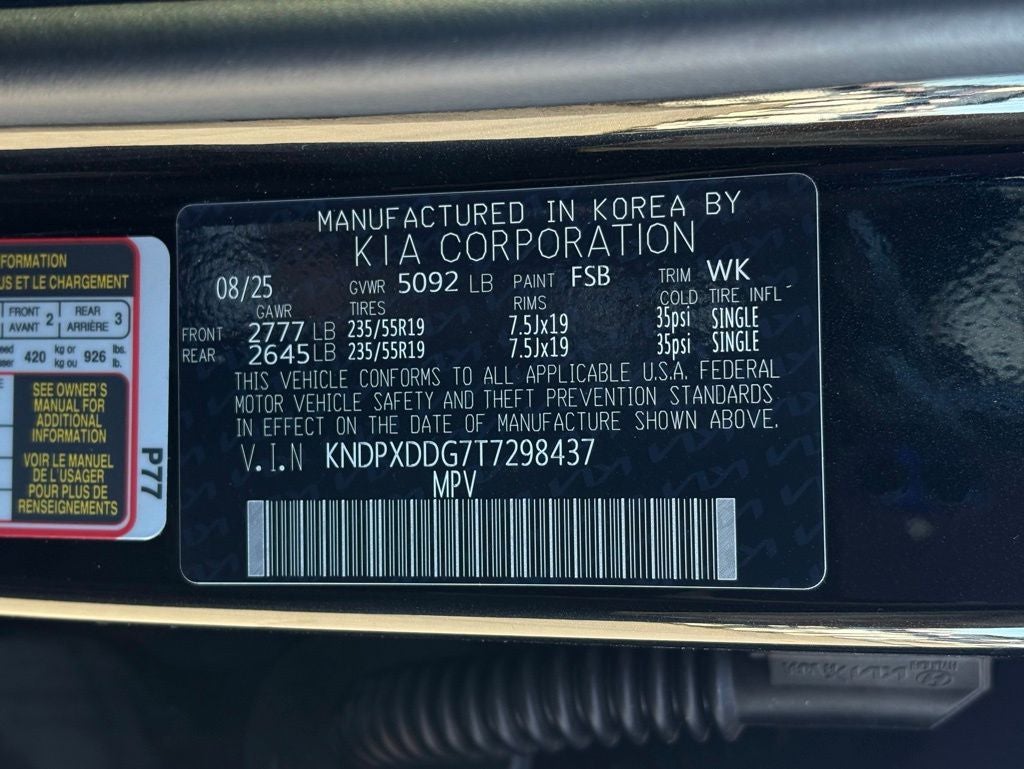 MANUFACTURED IN KOREA BY
KIA CORPORATION
08/25 GVWR 5092 LB PAINT FSB TRIM WK
GAWR TIRES RIMS COLD TIRE INFL
FRONT 2777 LB 235/55R19 7.5Jx19 35psi SINGLE
REAR 2645 LB 235/55R19 7.5Jx19 35psi SINGLE
THIS VEHICLE CONFORMS TO ALL APPLICABLE U.S.A. FEDERAL
MOTOR VEHICLE SAFETY AND THEFT PREVENTION STANDARDS
IN EFFECT ON THE DATE OF MANUFACTURE SHOWN ABOVE.
V.I.N KNDPXDDG7T7298437
MPV
US ET LE CHARGEMENT
FRONT 2 REAR 3
AVANT ARRIÈRE
420 kg or 926 lbs.
kg ou lb.
SEE OWNER'S
MANUAL FOR
ADDITIONAL
INFORMATION
VOIR LE MANUEL
DE L'USAGER
POUR PLUS DE
RENSEIGNEMENTS
P77